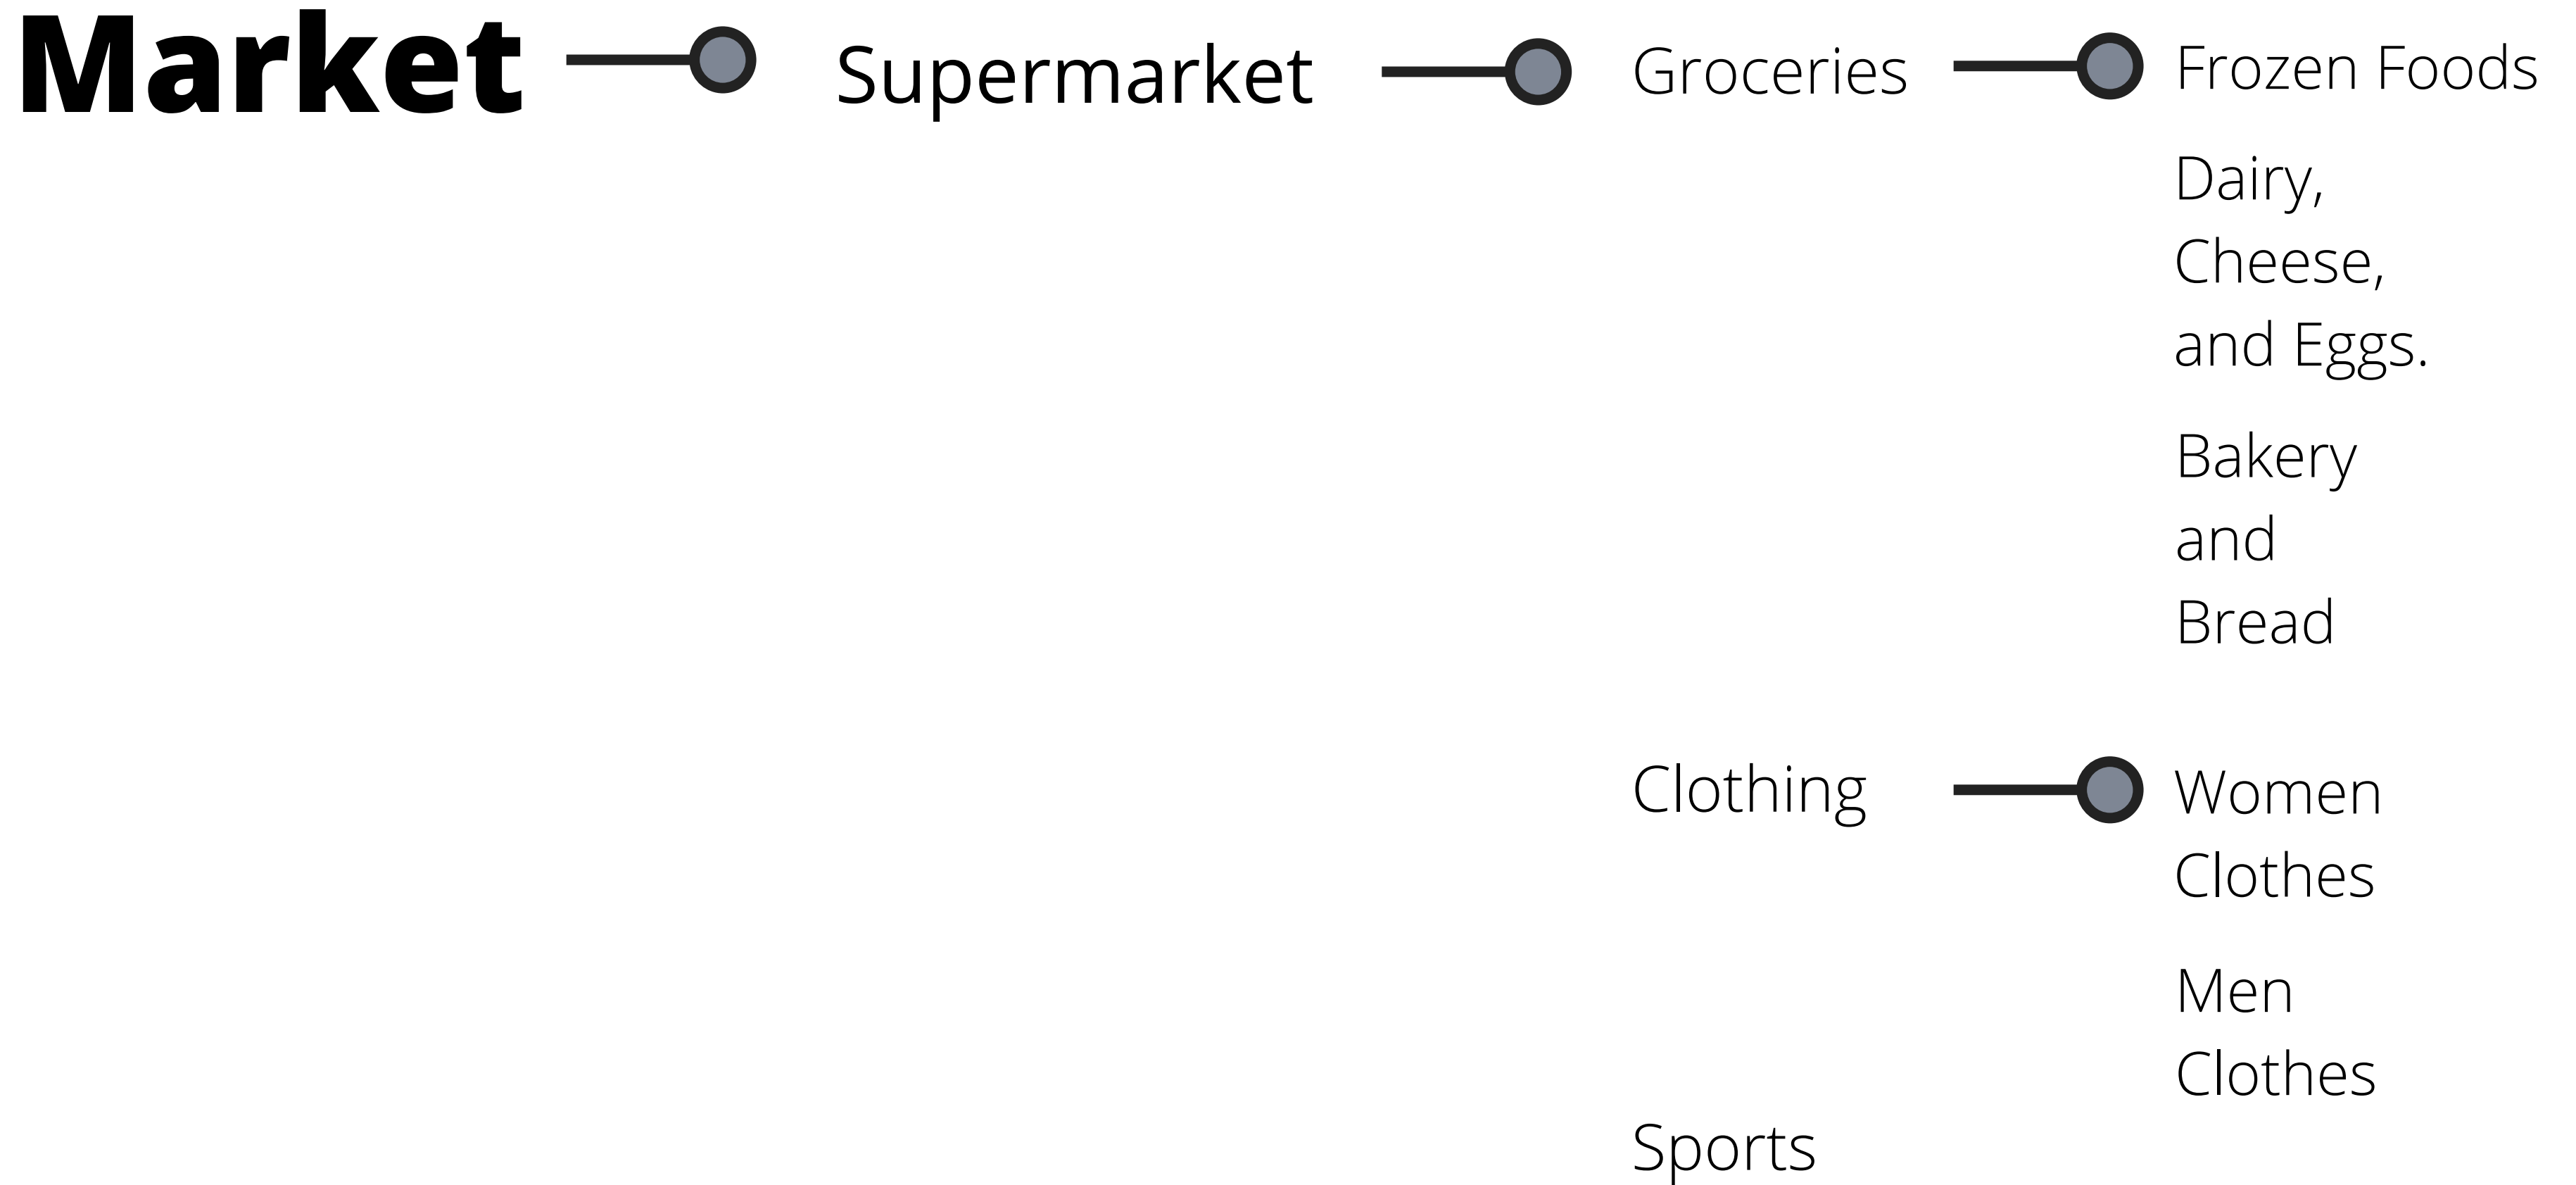 Market
Supermarket
Groceries
Frozen Foods
Dairy,
Cheese,
and Eggs.
Bakery
and
Bread
Clothing
Women
Clothes
Men
Clothes
Sports